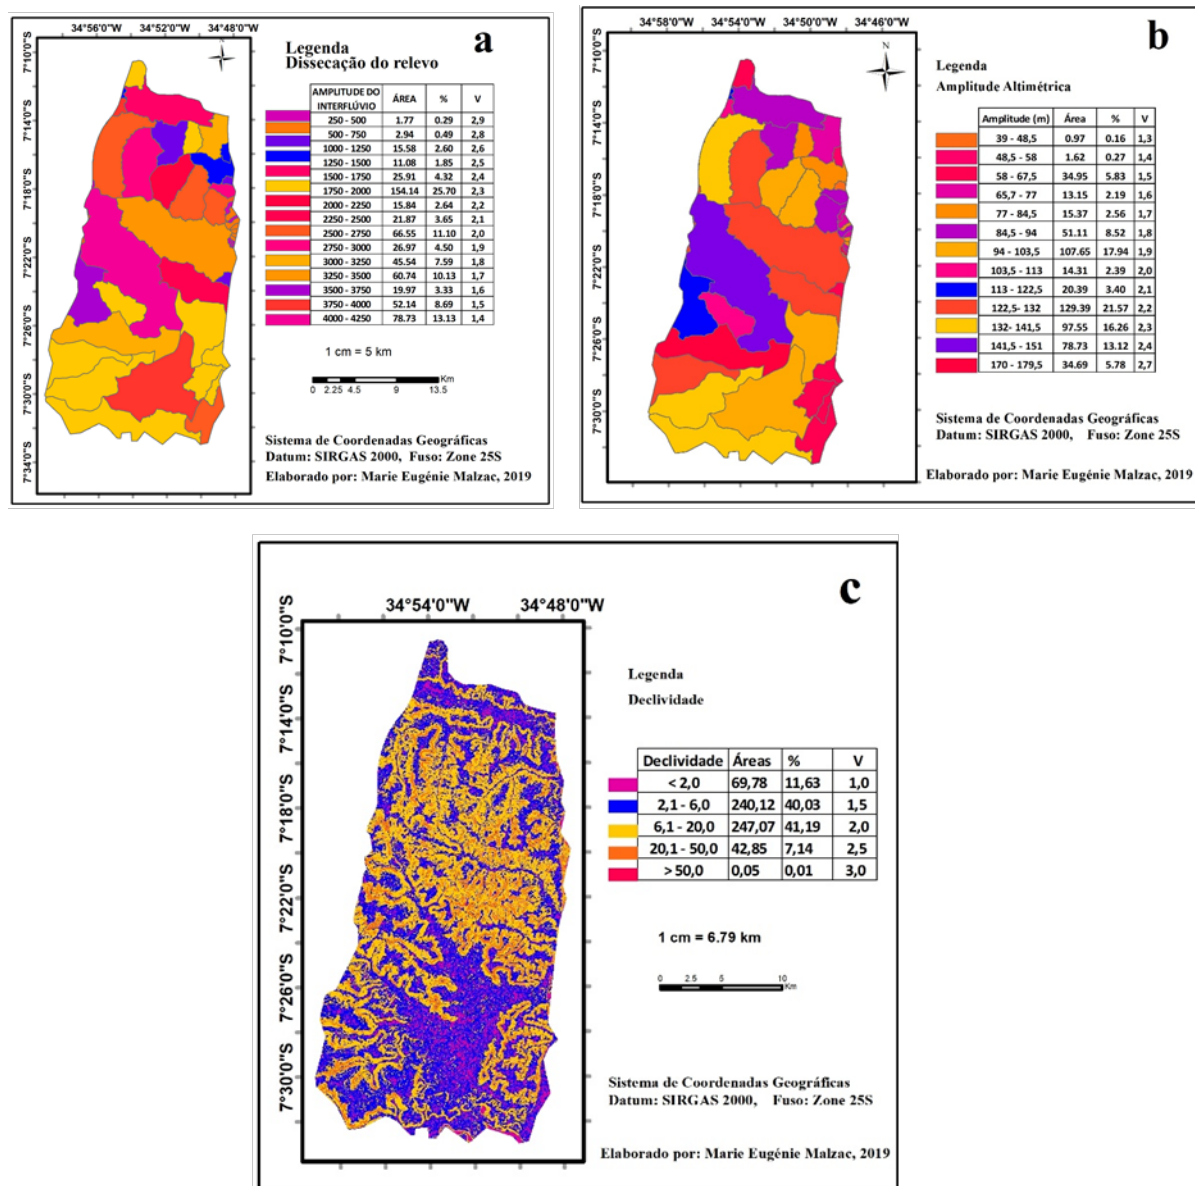 34°56'0"W 34°52'0"W 34°48'0"W
a
N
7°10'0"S
7°14'0"S
7°18'0"S
7°22'0"S
7°26'0"S
7°30'0"S
7°34'0"S
Legenda
Dissecação do relevo
AMPLITUDE DO INTERFLÚVIO ÁREA % V
250 - 500 1.77 0.29 2,9
500 - 750 2.94 0.49 2,8
1000 - 1250 15.58 2.60 2,6
1250 - 1500 11.08 1.85 2,5
1500 - 1750 25.91 4.32 2,4
1750 - 2000 154.14 25.70 2,3
2000 - 2250 15.84 2.64 2,2
2250 - 2500 21.87 3.65 2,1
2500 - 2750 66.55 11.10 2,0
2750 - 3000 26.97 4.50 1,9
3000 - 3250 45.54 7.59 1,8
3250 - 3500 60.74 10.13 1,7
3500 - 3750 19.97 3.33 1,6
3750 - 4000 52.14 8.69 1,5
4000 - 4250 78.73 13.13 1,4
1 cm = 5 km
Km
0 2.25 4.5 9 13.5
Sistema de Coordenadas Geográficas
Datum: SIRGAS 2000, Fuso: Zone 25S
Elaborado por: Marie Eugénie Malzac, 2019
34°58'0"W 34°54'0"W 34°50'0"W 34°46'0"W
b
N
7°10'0"S
7°14'0"S
7°18'0"S
7°22'0"S
7°26'0"S
7°30'0"S
Legenda
Amplitude Altimétrica
Amplitude (m) Área % V
39 - 48,5 0.97 0.16 1,3
48,5 - 58 1.62 0.27 1,4
58 - 67,5 34.95 5.83 1,5
65,7 - 77 13.15 2.19 1,6
77 - 84,5 15.37 2.56 1,7
84,5 - 94 51.11 8.52 1,8
94 - 103,5 107.65 17.94 1,9
103,5 - 113 14.31 2.39 2,0
113 - 122,5 20.39 3.40 2,1
122,5- 132 129.39 21.57 2,2
132- 141,5 97.55 16.26 2,3
141,5 - 151 78.73 13.12 2,4
170 - 179,5 34.69 5.78 2,7
Sistema de Coordenadas Geográficas
Datum: SIRGAS 2000, Fuso: Zone 25S
Elaborado por: Marie Eugénie Malzac, 2019
34°54'0"W 34°48'0"W
c
7°10'0"S
7°14'0"S
7°18'0"S
7°22'0"S
7°26'0"S
7°30'0"S
Legenda
Declividade
Declividade Áreas % V
< 2,0 69,78 11,63 1,0
2,1 - 6,0 240,12 40,03 1,5
6,1 - 20,0 247,07 41,19 2,0
20,1 - 50,0 42,85 7,14 2,5
> 50,0 0,05 0,01 3,0
1 cm = 6.79 km
0 2.5 5 10
Km
Sistema de Coordenadas Geográficas
Datum: SIRGAS 2000, Fuso: Zone 25S
Elaborado por: Marie Eugénie Malzac, 2019